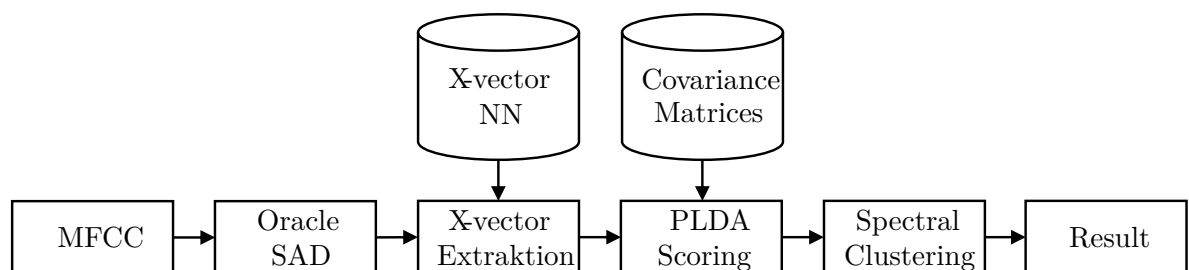 X-vector
NN
Covariance
Matrices
MFCC
Oracle
SAD
X-vector
Extraktion
PLDA
Scoring
Spectral
Clustering
Result